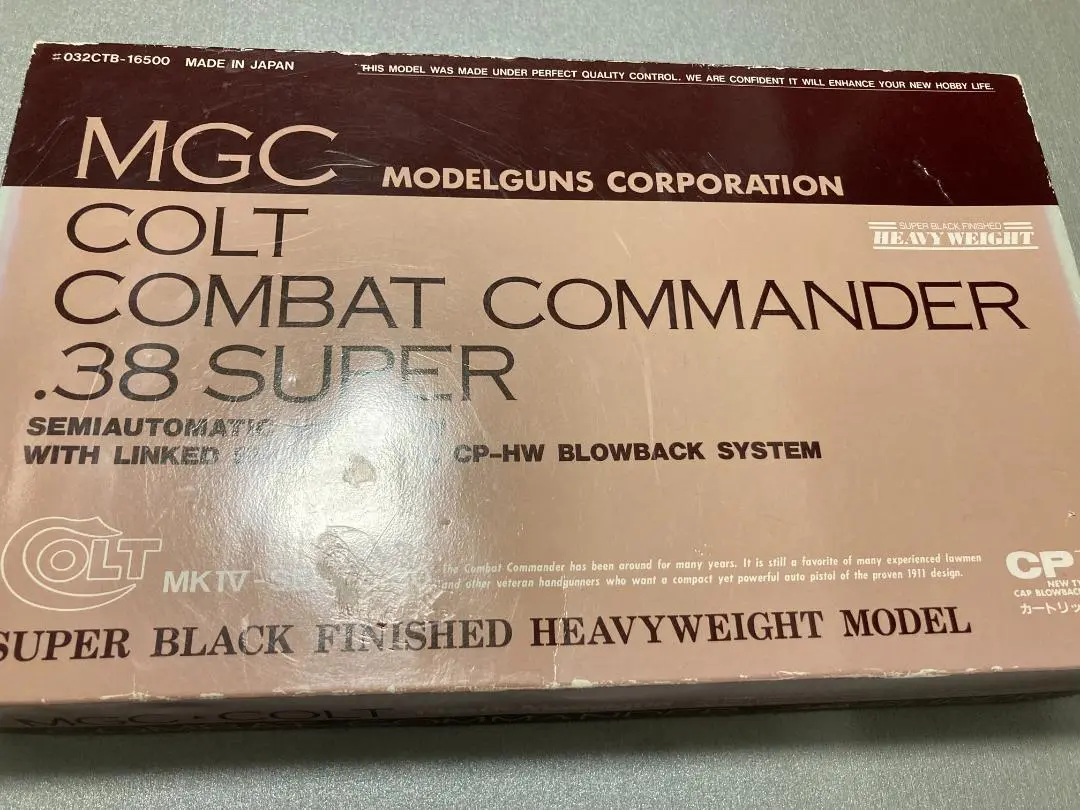 #032CTB-16500 MADE IN JAPAN
THIS MODEL WAS MADE UNDER PERFECT QUALITY CONTROL. WE ARE CONFIDENT IT WILL ENHANCE YOUR NEW HOBBY LIFE.
MGC MODELGUNS CORPORATION
SUPER BLACK FINISHED
HEAVY WEIGHT
COLT
COMBAT COMMANDER
.38 SUPER
SEMIAUTOMATIC
WITH LINKED CP-HW BLOWBACK SYSTEM
COLT
MK IV
The Combat Commander has been around for many years. It is still a favorite of many experienced lawmen
and other veteran handgunners who want a compact yet powerful auto pistol of the proven 1911 design.
CP
NEW
CAP
カートリッ
SUPER BLACK FINISHED HEAVYWEIGHT MODEL
MGC COLT